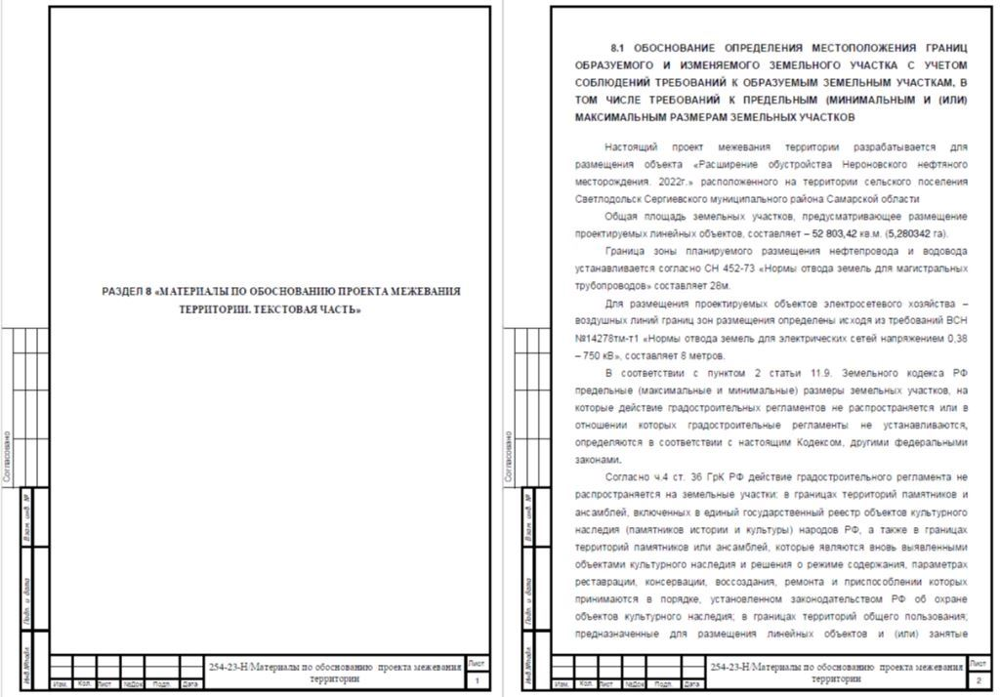 РАЗДЕЛ 8 «МАТЕРИАЛЫ ПО ОБОСНОВАНИЮ ПРОЕКТА МЕЖЕВАНИЯ
ТЕРРИТОРИИ. ТЕКСТОВАЯ ЧАСТЬ»
Согласовано
Взам. инв. №
Подп. и дата
Инв.№подл.
Изм. Кол. Лист №Док Подп. Дата
254-23-Н/Материалы по обоснованию проекта межевания
территории
Лист
1
8.1 ОБОСНОВАНИЕ ОПРЕДЕЛЕНИЯ МЕСТОПОЛОЖЕНИЯ ГРАНИЦ
ОБРАЗУЕМОГО И ИЗМЕНЯЕМОГО ЗЕМЕЛЬНОГО УЧАСТКА С УЧЕТОМ
СОБЛЮДЕНИЙ ТРЕБОВАНИЙ К ОБРАЗУЕМЫМ ЗЕМЕЛЬНЫМ УЧАСТКАМ, В
ТОМ ЧИСЛЕ ТРЕБОВАНИЙ К ПРЕДЕЛЬНЫМ (МИНИМАЛЬНЫМ И (ИЛИ)
МАКСИМАЛЬНЫМ РАЗМЕРАМ ЗЕМЕЛЬНЫХ УЧАСТКОВ
Настоящий проект межевания территории разрабатывается для
размещения объекта «Расширение обустройства Нероновского нефтяного
месторождения. 2022г.» расположенного на территории сельского поселения
Светлодольск Сергиевского муниципального района Самарской области
Общая площадь земельных участков, предусматривающее размещение
проектируемых линейных объектов, составляет – 52 803,42 кв.м. (5,280342 га).
Граница зоны планируемого размещения нефтепровода и водовода
устанавливается согласно СН 452-73 «Нормы отвода земель для магистральных
трубопроводов» составляет 28м.
Для размещения проектируемых объектов электросетевого хозяйства –
воздушных линий границ зон размещения определены исходя из требований ВСН
№14278тм-т1 «Нормы отвода земель для электрических сетей напряжением 0,38
– 750 кВ», составляет 8 метров.
В соответствии с пунктом 2 статьи 11.9. Земельного кодекса РФ
предельные (максимальные и минимальные) размеры земельных участков, на
которые действие градостроительных регламентов не распространяется или в
отношении которых градостроительные регламенты не устанавливаются,
определяются в соответствии с настоящим Кодексом, другими федеральными
законами.
Согласно ч.4 ст. 36 ГрК РФ действие градостроительного регламента не
распространяется на земельные участки: в границах территорий памятников и
ансамблей, включенных в единый государственный реестр объектов культурного
наследия (памятников истории и культуры) народов РФ, а также в границах
территорий памятников или ансамблей, которые являются вновь выявленными
объектами культурного наследия и решения о режиме содержания, параметрах
реставрации, консервации, воссоздания, ремонта и приспособлении которых
принимаются в порядке, установленном законодательством РФ об охране
объектов культурного наследия; в границах территорий общего пользования;
предназначенные для размещения линейных объектов и (или) занятые
Согласовано
Взам. инв. №
Подп. и дата
Инв.№подл.
Изм. Кол. Лист №Док Подп. Дата
254-23-Н/Материалы по обоснованию проекта межевания
территории
Лист
2